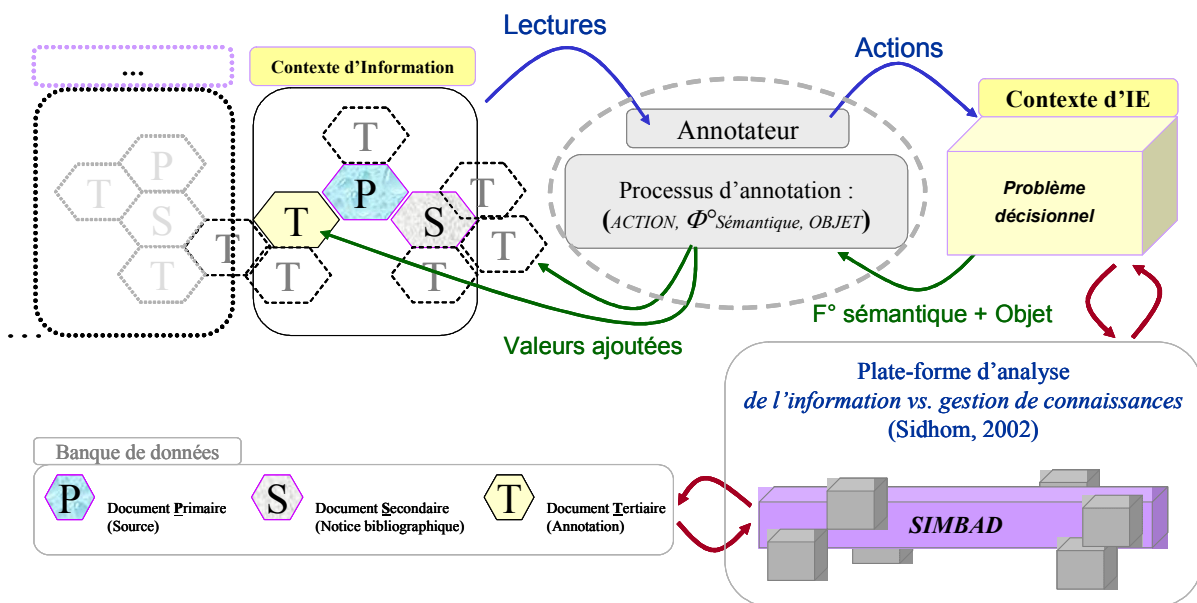 Lectures
Actions
...
Contexte d'Information
Contexte d'IE
P
T
S
T
T
T
P
T
S
T
T
T
T
Annotateur
Processus d'annotation :
(ACTION, Φ°Sémantique, OBJET)
Problème
décisionnel
F° sémantique + Objet
Valeurs ajoutées
...
Plate-forme d'analyse
de l'information vs. gestion de connaissances
(Sidhom, 2002)
SIMBAD
Banque de données
P
Document Primaire
(Source)
S
Document Secondaire
(Notice bibliographique)
T
Document Tertiaire
(Annotation)